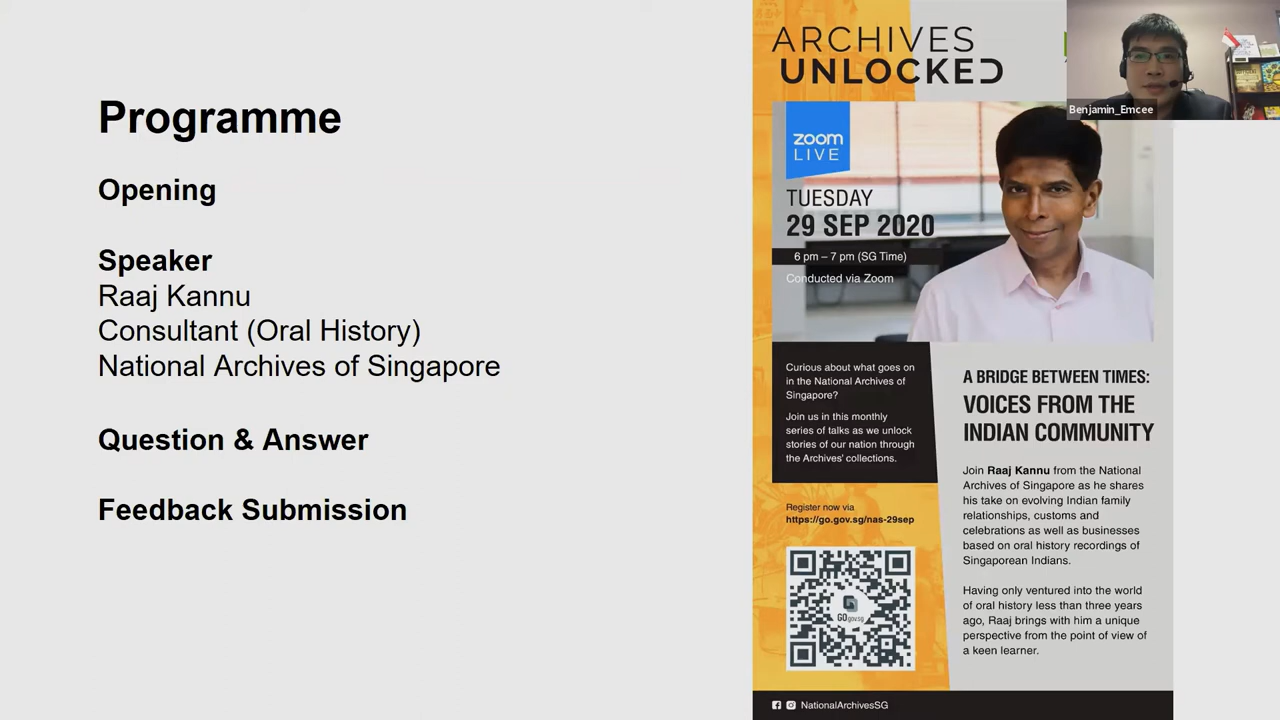 Programme
Opening
Speaker
Raaj Kannu
Consultant (Oral History)
National Archives of Singapore
Question & Answer
Feedback Submission
ARCHIVES
UNLOCKED
zoom
LIVE
TUESDAY
29 SEP 2020
6 pm – 7 pm (SG Time)
Conducted via Zoom
Curious about what goes on
in the National Archives of
Singapore?
Join us in this monthly
series of talks as we unlock
stories of our nation through
the Archives' collections.
Register now via
https://go.gov.sg/nas-29sep
GOgov.sg
A BRIDGE BETWEEN TIMES:
VOICES FROM THE
INDIAN COMMUNITY
Join Raaj Kannu from the National
Archives of Singapore as he shares
his take on evolving Indian family
relationships, customs and
celebrations as well as businesses
based on oral history recordings of
Singaporean Indians.
Having only ventured into the world
of oral history less than three years
ago, Raaj brings with him a unique
perspective from the point of view of
a keen learner.
NationalArchivesSG
Benjamin_Emcee